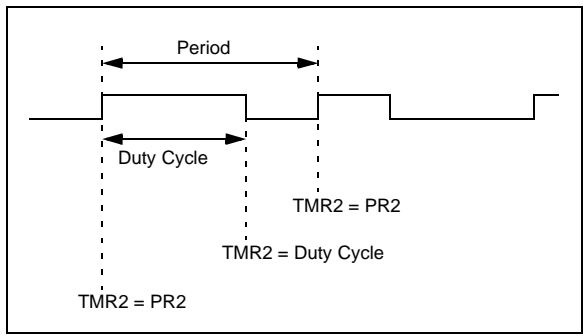 Period
Duty Cycle
TMR2 = PR2
TMR2 = Duty Cycle
TMR2 = PR2